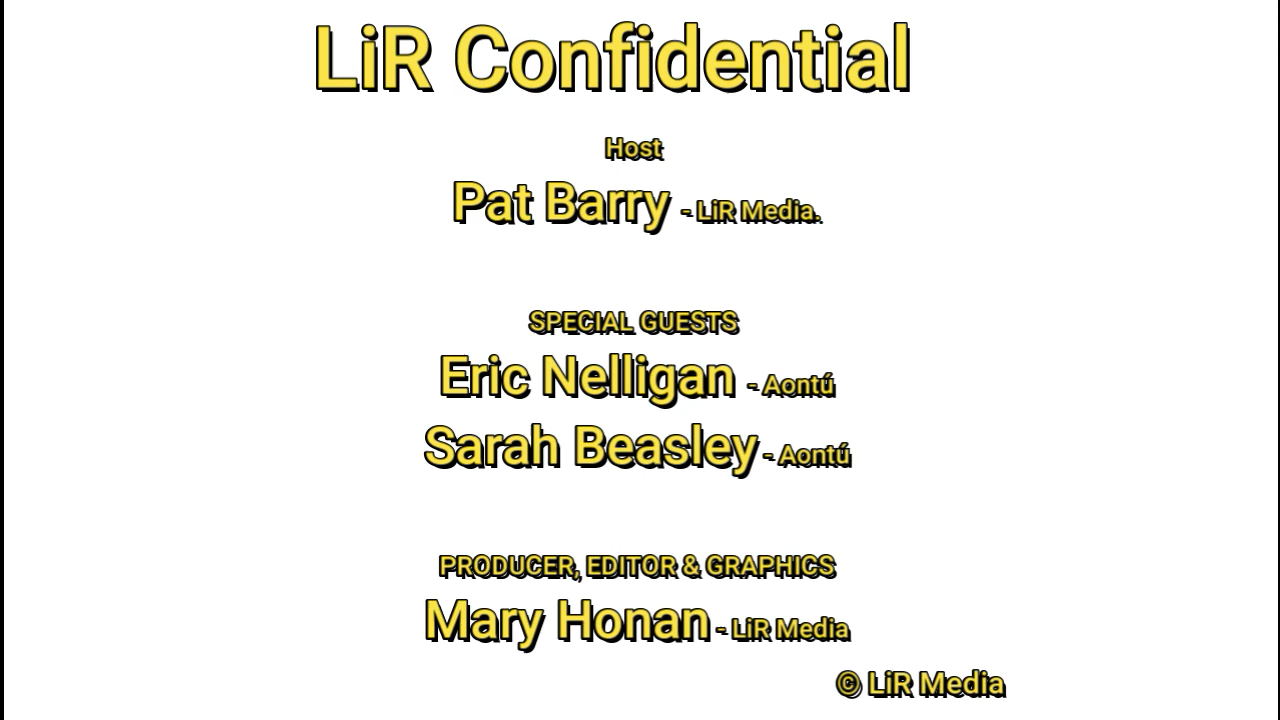 LiR Confidential
Host
Pat Barry - LiR Media.
SPECIAL GUESTS
Eric Nelligan - Aontú
Sarah Beasley - Aontú
PRODUCER, EDITOR & GRAPHICS
Mary Honan - LiR Media
© LiR Media